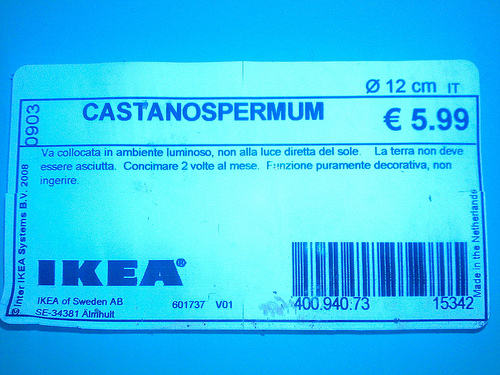 Ø 12 cm IT
0903
CASTANOSPERMUM
€ 5.99
Va collocata in ambiente luminoso, non alla luce diretta del sole. La terra non deve
essere asciutta. Concimare 2 volte al mese. Funzione puramente decorativa, non
ingerire.
©Inter IKEA Systems B.V. 2008
IKEA®
IKEA of Sweden AB
SE-34381 Älmhult
601737 V01
400.940.73
15342
Made in the Netherlands